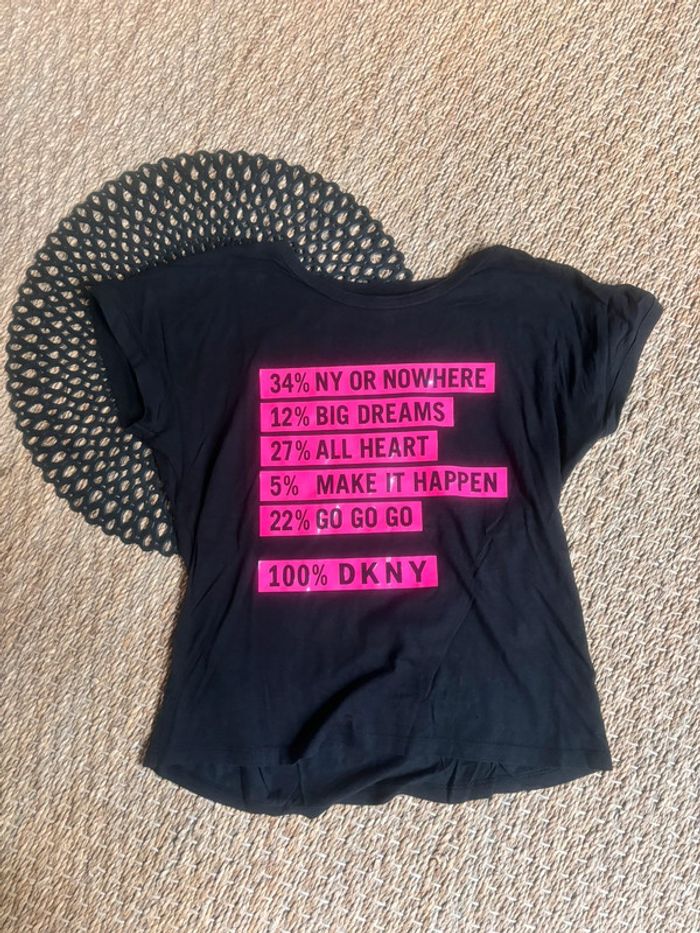 34% NY OR NOWHERE
12% BIG DREAMS
27% ALL HEART
5% MAKE IT HAPPEN
22% GO GO GO
100% DKNY